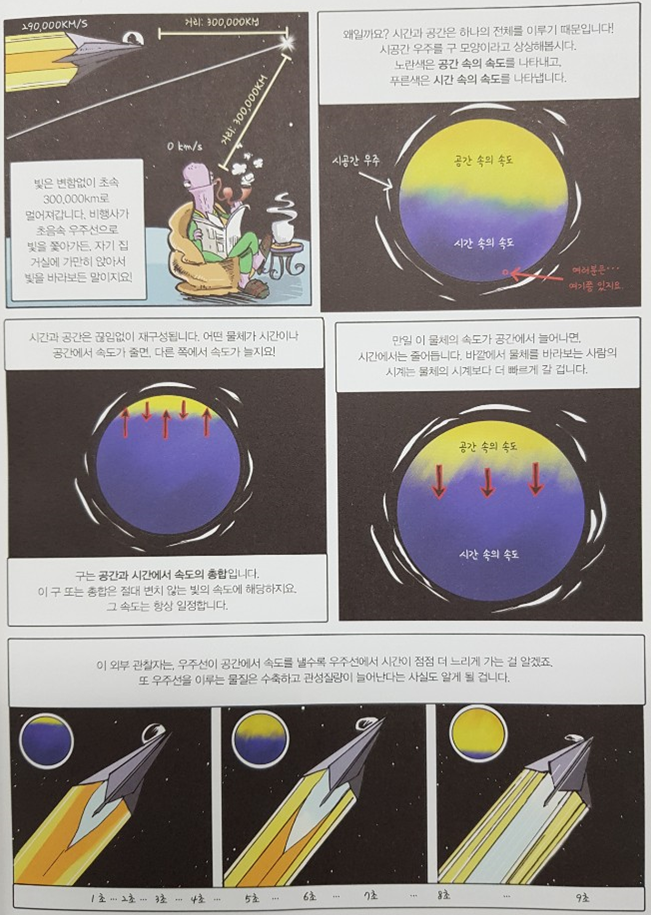 290,000KM/S
거리: 300,000KM
거리: 300,000KM
0 km/s
빛은 변함없이 초속
300,000km로
멀어져갑니다. 비행사가
초음속 우주선으로
빛을 쫓아가든, 자기 집
거실에 가만히 앉아서
빛을 바라보든 말이지요!
왜일까요? 시간과 공간은 하나의 전체를 이루기 때문입니다!
시공간 우주를 구 모양이라고 상상해봅시다.
노란색은 공간 속의 속도를 나타내고,
푸른색은 시간 속의 속도를 나타냅니다.
시공간 우주
공간 속의 속도
시간 속의 속도
여러분은...
여기쯤 있지요.
시간과 공간은 끊임없이 재구성됩니다. 어떤 물체가 시간이나
공간에서 속도가 줄면, 다른 쪽에서 속도가 늘지요!
구는 공간과 시간에서 속도의 총합입니다.
이 구 또는 총합은 절대 변치 않는 빛의 속도에 해당하지요.
그 속도는 항상 일정합니다.
만일 이 물체의 속도가 공간에서 늘어나면,
시간에서는 줄어듭니다. 바깥에서 물체를 바라보는 사람의
시계는 물체의 시계보다 더 빠르게 갈 겁니다.
공간 속의 속도
시간 속의 속도
이 외부 관찰자는, 우주선이 공간에서 속도를 낼수록 우주선에서 시간이 점점 더 느리게 가는 걸 알겠죠.
또 우주선을 이루는 물질은 수축하고 관성질량이 늘어난다는 사실도 알게 될 겁니다.
1초 ... 2초 ... 3초 ... 4초 ... 5초 ... 6초 ... 7초 ... 8초 ... 9초